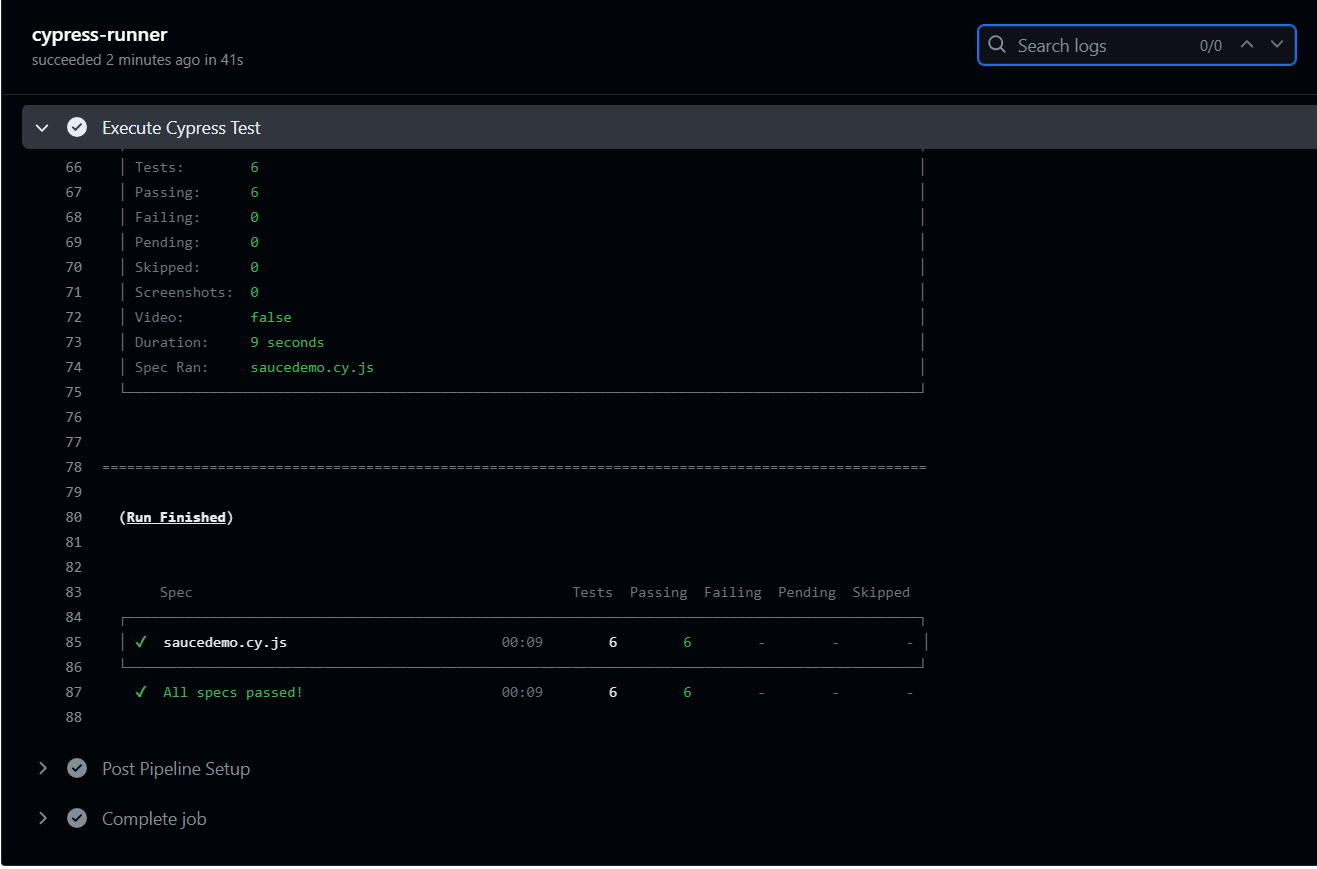 cypress-runner
succeeded 2 minutes ago in 41s
Search logs 0/0
Execute Cypress Test
66 │ Tests: 6 │
67 │ Passing: 6 │
68 │ Failing: 0 │
69 │ Pending: 0 │
70 │ Skipped: 0 │
71 │ Screenshots: 0 │
72 │ Video: false │
73 │ Duration: 9 seconds │
74 │ Spec Ran: saucedemo.cy.js │
75
76
77
78 ====================================================================================================
79
80 (Run Finished)
81
82
83 Spec Tests Passing Failing Pending Skipped
84
85 │ ✓ saucedemo.cy.js 00:09 6 6 - - - │
86
87 ✓ All specs passed! 00:09 6 6 - - -
88
Post Pipeline Setup
Complete job